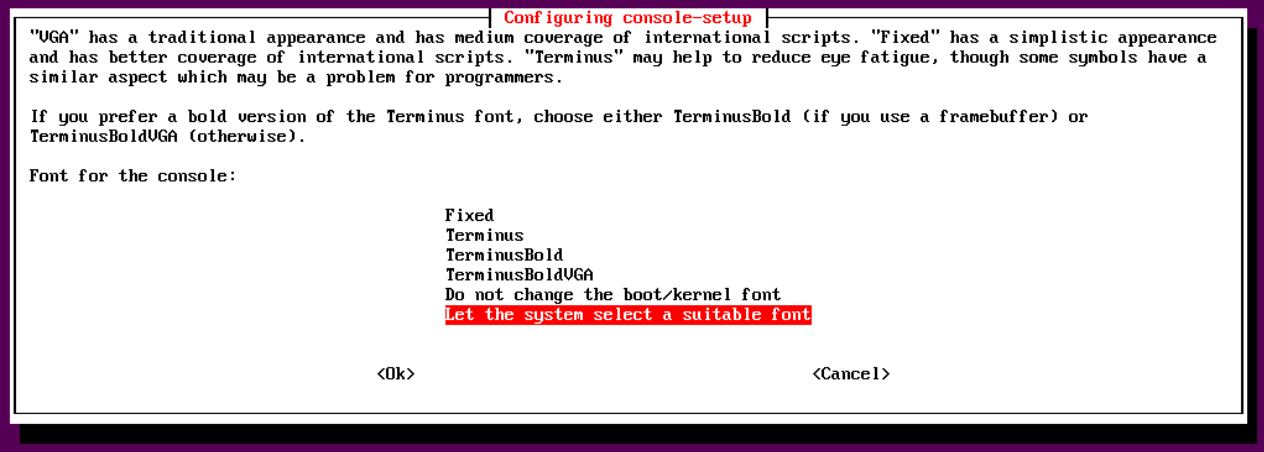 Configuring console-setup
"VGA" has a traditional appearance and has medium coverage of international scripts. "Fixed" has a simplistic appearance
and has better coverage of international scripts. "Terminus" may help to reduce eye fatigue, though some symbols have a
similar aspect which may be a problem for programmers.
If you prefer a bold version of the Terminus font, choose either TerminusBold (if you use a framebuffer) or
TerminusBoldVGA (otherwise).
Font for the console:
Fixed
Terminus
TerminusBold
TerminusBoldVGA
Do not change the boot/kernel font
Let the system select a suitable font
<Ok> <Cancel>